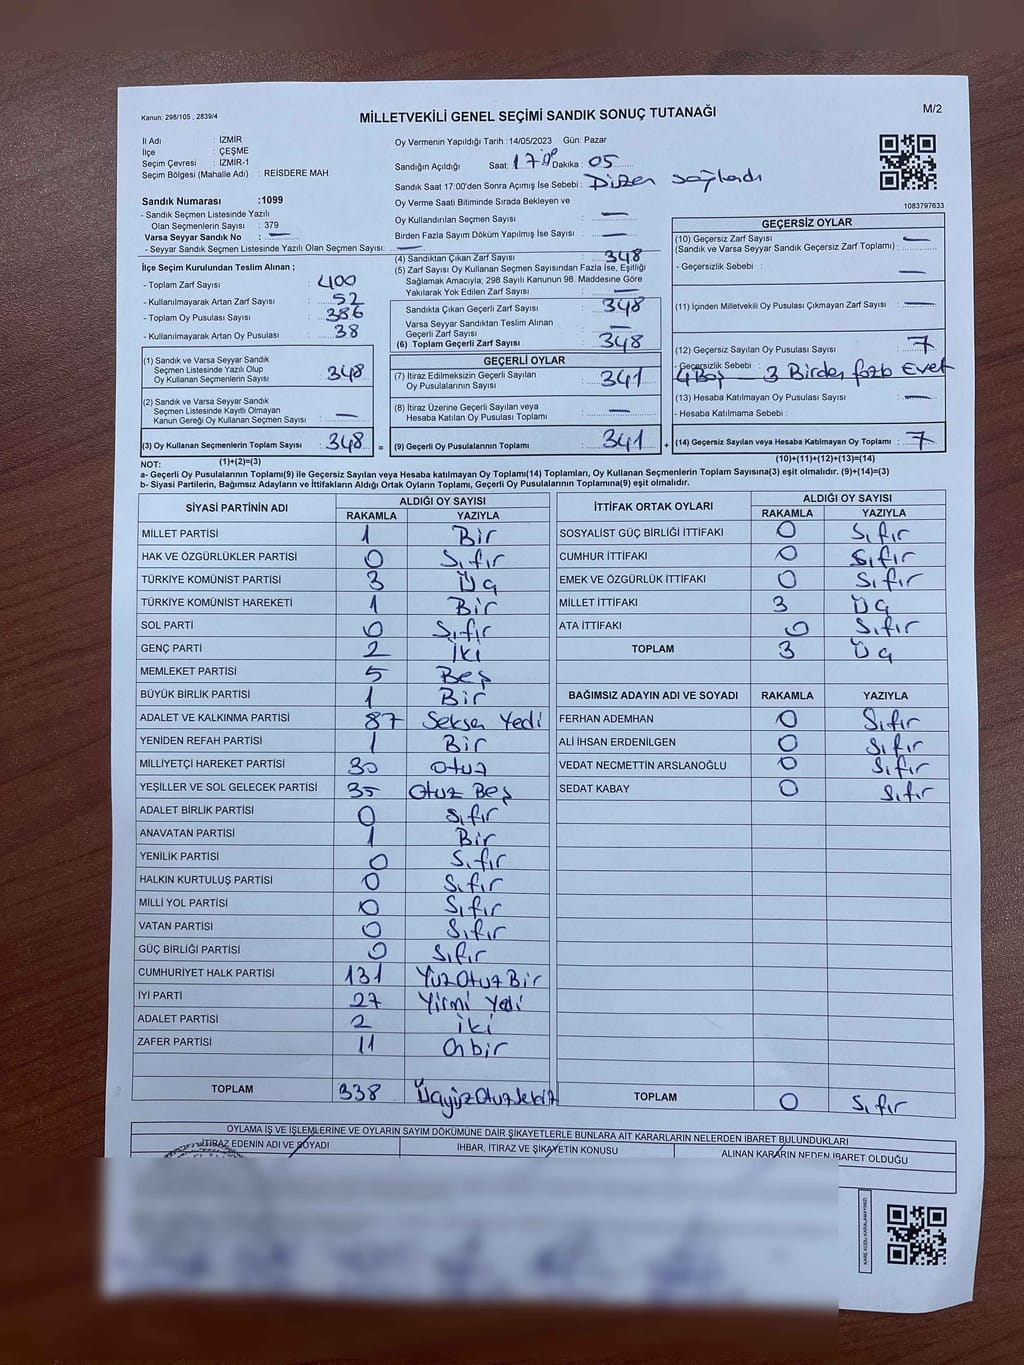 Kanun; 298/105 , 2839/4
MİLLETVEKİLİ GENEL SEÇİMİ SANDIK SONUÇ TUTANAĞI
M/2
İl Adı : İZMİR
İlçe : ÇEŞME
Seçim Çevresi : İZMİR-1
Seçim Bölgesi (Mahalle Adı) : REİSDERE MAH.
Sandık Numarası :1099
- Sandık Seçmen Listesinde Yazılı
Olan Seçmenlerin Sayısı : 379
Varsa Seyyar Sandık No : —
- Seyyar Sandık Seçmen Listesinde Yazılı Olan Seçmen Sayısı: —
Oy Vermenin Yapıldığı Tarih :14/05/2023 Gün: Pazar
Sandığın Açıldığı Saat: 17 Dakika : 05
Sandık Saat 17:00'den Sonra Açımış İse Sebebi : Düzen sağlandı
Oy Verme Saati Bitiminde Sırada Bekleyen ve
Oy Kullandırılan Seçmen Sayısı : —
Birden Fazla Sayım Döküm Yapılmış İse Sayısı : —
1083797633
İlçe Seçim Kurulundan Teslim Alınan ;
- Toplam Zarf Sayısı : 400
- Kullanılmayarak Artan Zarf Sayısı : 52
- Toplam Oy Pusulası Sayısı : 386
- Kullanılmayarak Artan Oy Pusulası : 38
(1) Sandık ve Varsa Seyyar Sandık
Seçmen Listesinde Yazılı Olup
Oy Kullanan Seçmenlerin Sayısı : 348
(2) Sandık ve Varsa Seyyar Sandık
Seçmen Listesinde Kayıtlı Olmayan
Kanun Gereği Oy Kullanan Seçmen Sayısı : —
(3) Oy Kullanan Seçmenlerin Toplam Sayısı : 348 =
(1)+(2)=(3)
(4) Sandıktan Çıkan Zarf Sayısı : 348
(5) Zarf Sayısı Oy Kullanan Seçmen Sayısından Fazla İse, Eşitliği
Sağlamak Amacıyla; 298 Sayılı Kanunun 98. Maddesine Göre
Yakılarak Yok Edilen Zarf Sayısı : —
Sandıkta Çıkan Geçerli Zarf Sayısı : 348
Varsa Seyyar Sandıktan Teslim Alınan
Geçerli Zarf Sayısı : —
(6) Toplam Geçerli Zarf Sayısı : 348
GEÇERLİ OYLAR
(7) İtiraz Edilmeksizin Geçerli Sayılan
Oy Pusulalarının Sayısı : 341
(8) İtiraz Üzerine Geçerli Sayılan veya
Hesaba Katılan Oy Pusulası Toplamı : —
(9) Geçerli Oy Pusulalarının Toplamı : 341 +
GEÇERSİZ OYLAR
(10) Geçersiz Zarf Sayısı
(Sandık ve Varsa Seyyar Sandık Geçersiz Zarf Toplamı) : —
- Geçersizlik Sebebi : —
(11) İçinden Milletvekili Oy Pusulası Çıkmayan Zarf Sayısı : —
(12) Geçersiz Sayılan Oy Pusulası Sayısı : 7
- Geçersizlik Sebebi :
4 Boş — 3 Birden fazla Evet
(13) Hesaba Katılmayan Oy Pusulası Sayısı : —
- Hesaba Katılmama Sebebi :
(14) Geçersiz Sayılan veya Hesaba Katılmayan Oy Toplamı : 7
(10)+(11)+(12)+(13)=(14)
NOT:
a- Geçerli Oy Pusulalarının Toplamı(9) ile Geçersiz Sayılan veya Hesaba katılmayan Oy Toplamı(14) Toplamları, Oy Kullanan Seçmenlerin Toplam Sayısına(3) eşit olmalıdır. (9)+(14)=(3)
b- Siyasi Partilerin, Bağımsız Adayların ve İttifakların Aldığı Ortak Oyların Toplamı, Geçerli Oy Pusulalarının Toplamına(9) eşit olmalıdır.
SİYASİ PARTİNİN ADI ALDIĞI OY SAYISI
RAKAMLA YAZIYLA
MİLLET PARTİSİ 1 Bir
HAK VE ÖZGÜRLÜKLER PARTİSİ 0 Sıfır
TÜRKİYE KOMÜNİST PARTİSİ 3 Üç
TÜRKİYE KOMÜNİST HAREKETİ 1 Bir
SOL PARTİ 0 Sıfır
GENÇ PARTİ 2 İki
MEMLEKET PARTİSİ 5 Beş
BÜYÜK BİRLİK PARTİSİ 1 Bir
ADALET VE KALKINMA PARTİSİ 87 Seksen Yedi
YENİDEN REFAH PARTİSİ 1 Bir
MİLLİYETÇİ HAREKET PARTİSİ 30 Otuz
YEŞİLLER VE SOL GELECEK PARTİSİ 35 Otuz Beş
ADALET BİRLİK PARTİSİ 0 Sıfır
ANAVATAN PARTİSİ 1 Bir
YENİLİK PARTİSİ 0 Sıfır
HALKIN KURTULUŞ PARTİSİ 0 Sıfır
MİLLİ YOL PARTİSİ 0 Sıfır
VATAN PARTİSİ 0 Sıfır
GÜÇ BİRLİĞİ PARTİSİ 0 Sıfır
CUMHURİYET HALK PARTİSİ 131 Yüz Otuz Bir
İYİ PARTİ 27 Yirmi Yedi
ADALET PARTİSİ 2 iki
ZAFER PARTİSİ 11 Onbir
TOPLAM 338 ÜçyüzOtuzSekiz
İTTİFAK ORTAK OYLARI ALDIĞI OY SAYISI
RAKAMLA YAZIYLA
SOSYALİST GÜÇ BİRLİĞİ İTTİFAKI 0 Sıfır
CUMHUR İTTİFAKI 0 Sıfır
EMEK VE ÖZGÜRLÜK İTTİFAKI 0 Sıfır
MİLLET İTTİFAKI 3 Üç
ATA İTTİFAKI 0 Sıfır
TOPLAM 3 Üç
BAĞIMSIZ ADAYIN ADI VE SOYADI RAKAMLA YAZIYLA
FERHAN ADEMHAN 0 Sıfır
ALİ İHSAN ERDENİLGEN 0 Sıfır
VEDAT NECMETTİN ARSLANOĞLU 0 Sıfır
SEDAT KABAY 0 Sıfır
TOPLAM 0 Sıfır
OYLAMA İŞ VE İŞLEMLERİNE VE OYLARIN SAYIM DÖKÜMÜNE DAİR ŞİKAYETLERLE BUNLARA AİT KARARLARIN NELERDEN İBARET BULUNDUKLARI
İTİRAZ EDENİN ADI VE SOYADI İHBAR, İTİRAZ VE ŞİKAYETİN KONUSU ALINAN KARARIN NEDEN İBARET OLDUĞU
KARE KODU KARALAMAYINIZ!